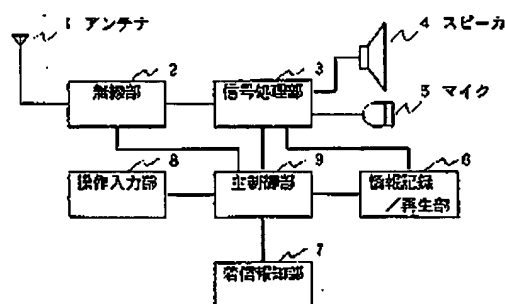 1 アンテナ
4 スピーカ
2
3
無線部
信号処理部
5 マイク
8
9
6
操作入力部
主制御部
情報記録
／再生部
7
着信報知部